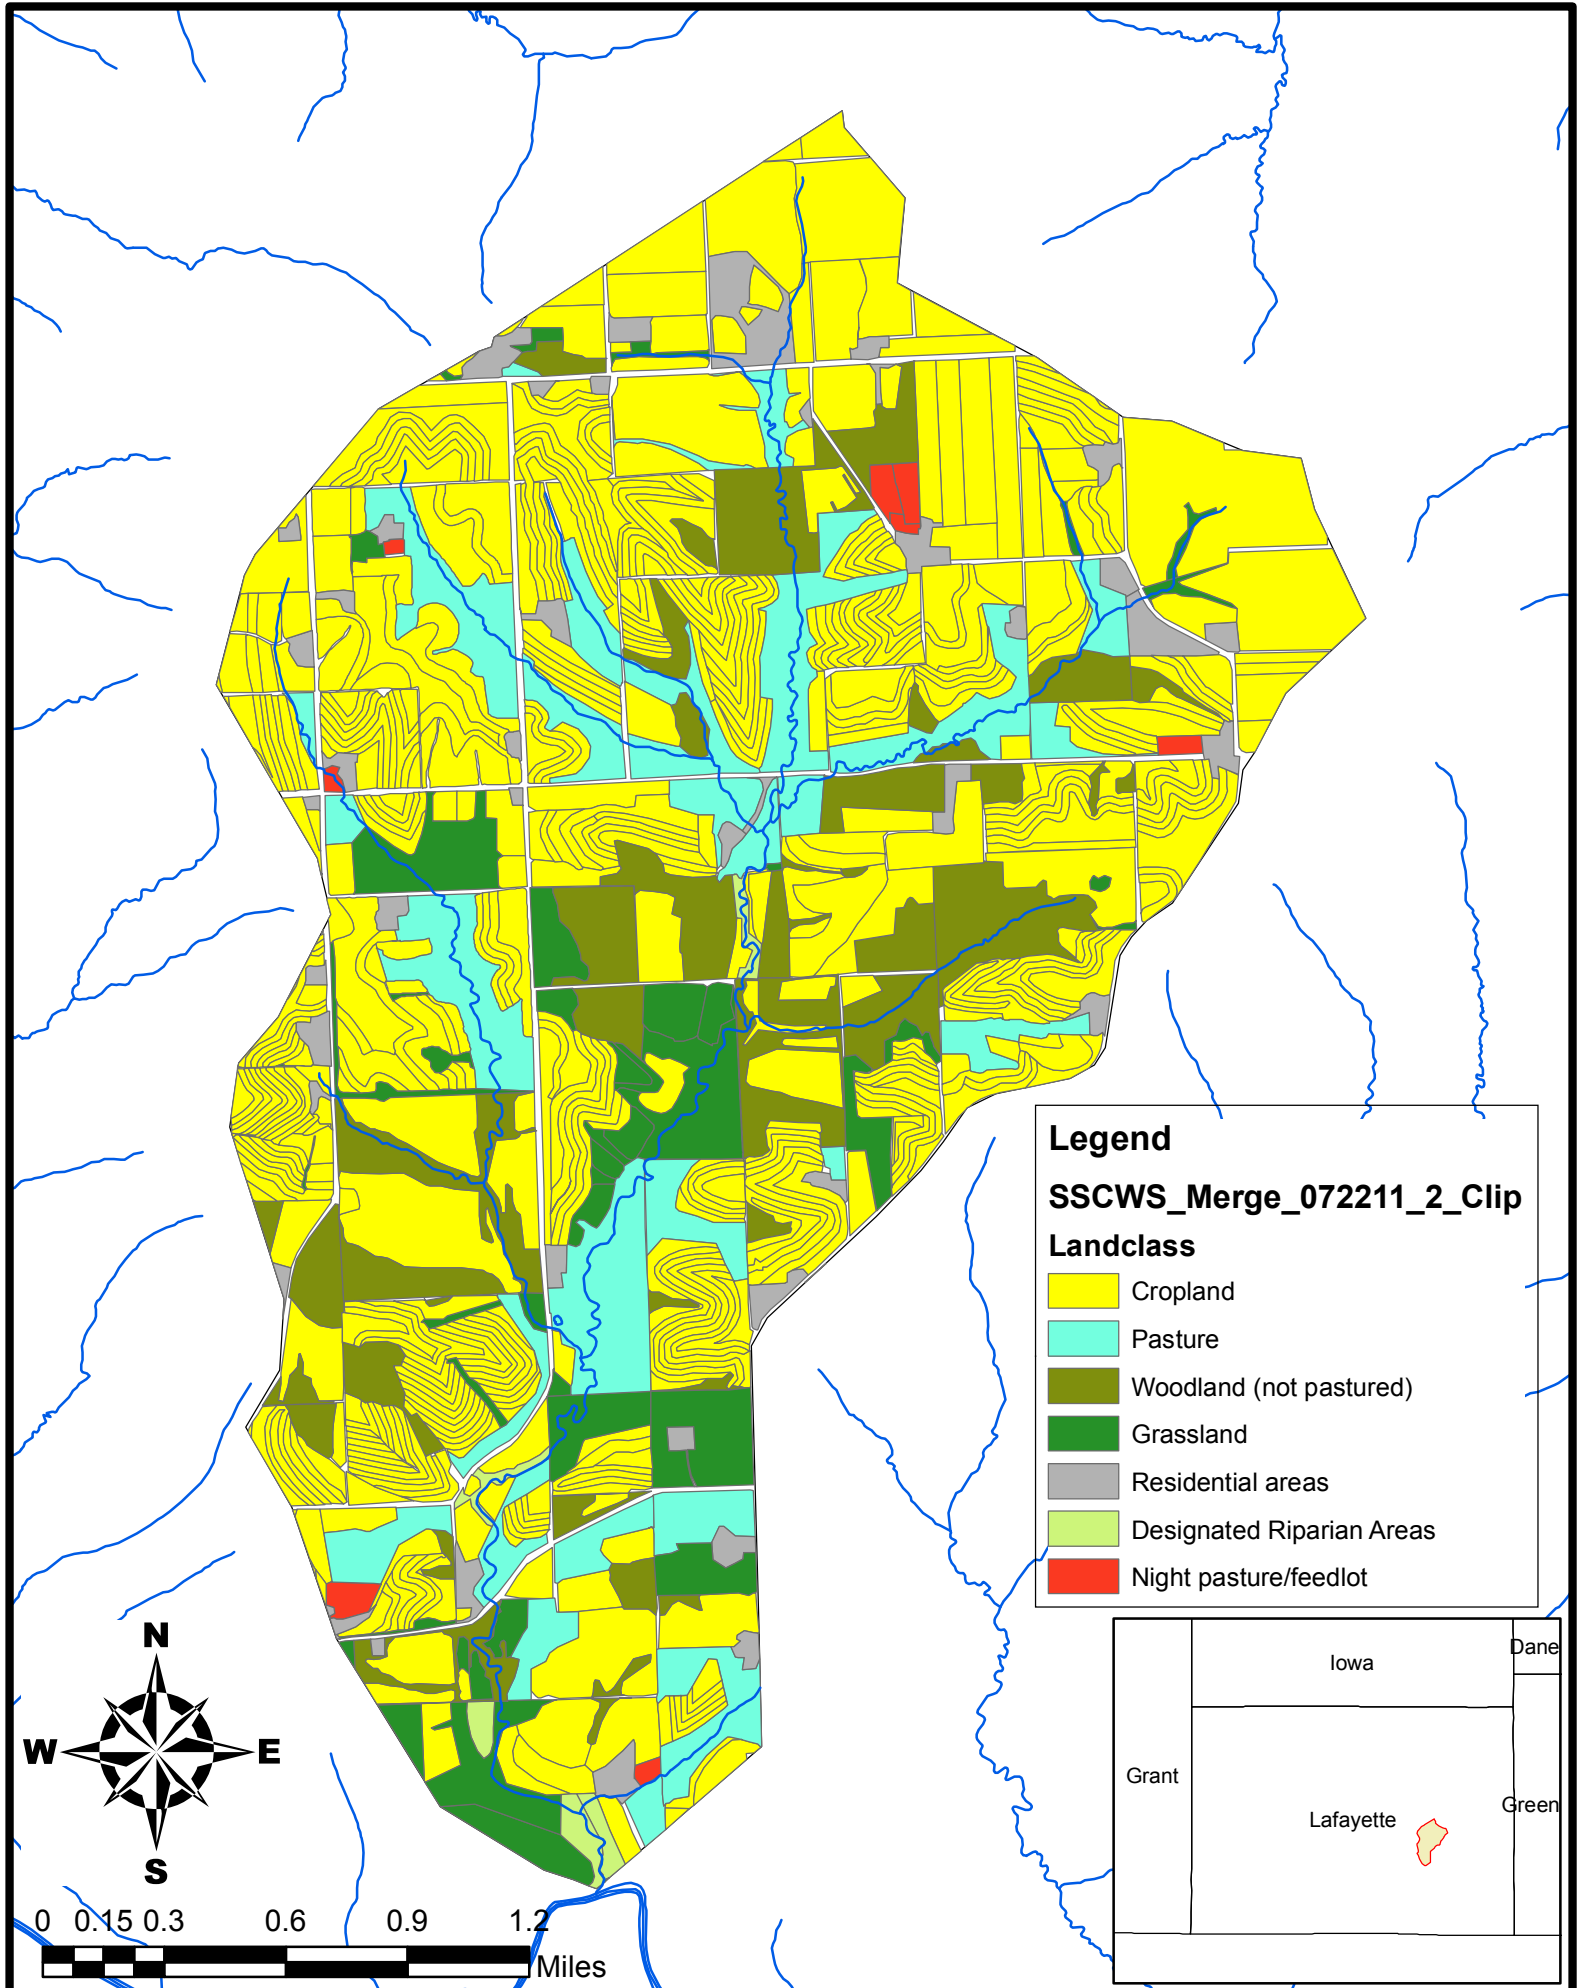 Legend
SSCWS_Merge_072211_2_Clip
Landclass
Cropland
Pasture
Woodland (not pastured)
Grassland
Residential areas
Designated Riparian Areas
Night pasture/feedlot
N
W E
S
0 0.15 0.3 0.6 0.9 1.2
Miles
Iowa
Dane
Grant
Lafayette
Green